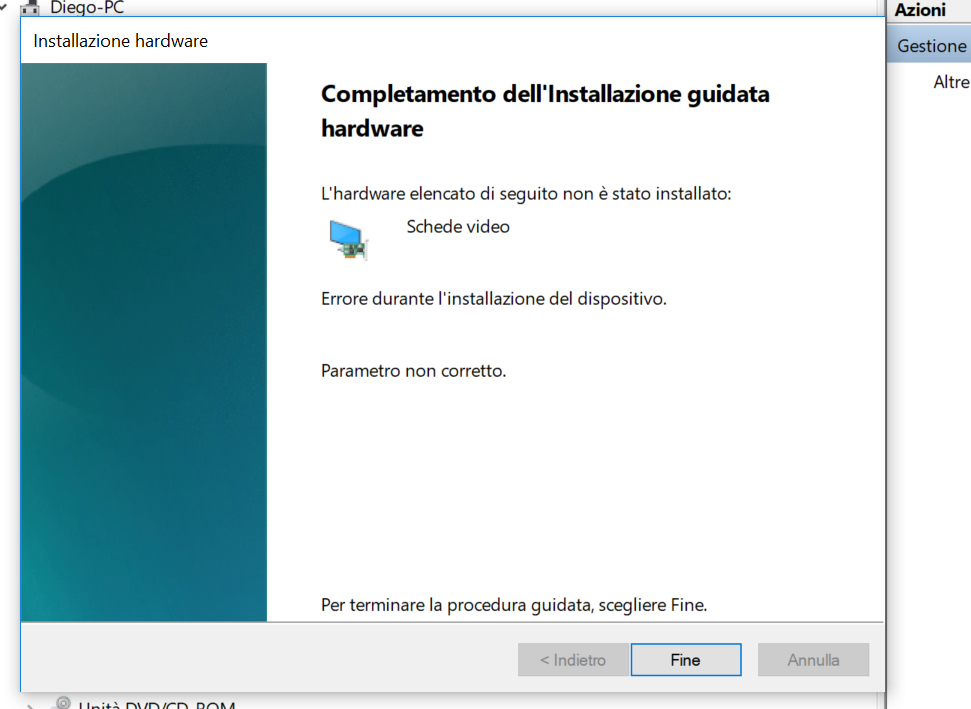 Diego-PC
Azioni
Installazione hardware
Gestione
Altre
Completamento dell'Installazione guidata
hardware
L'hardware elencato di seguito non è stato installato:
Schede video
Errore durante l'installazione del dispositivo.
Parametro non corretto.
Per terminare la procedura guidata, scegliere Fine.
< Indietro
Fine
Annulla
Unità DVD/CD-ROM